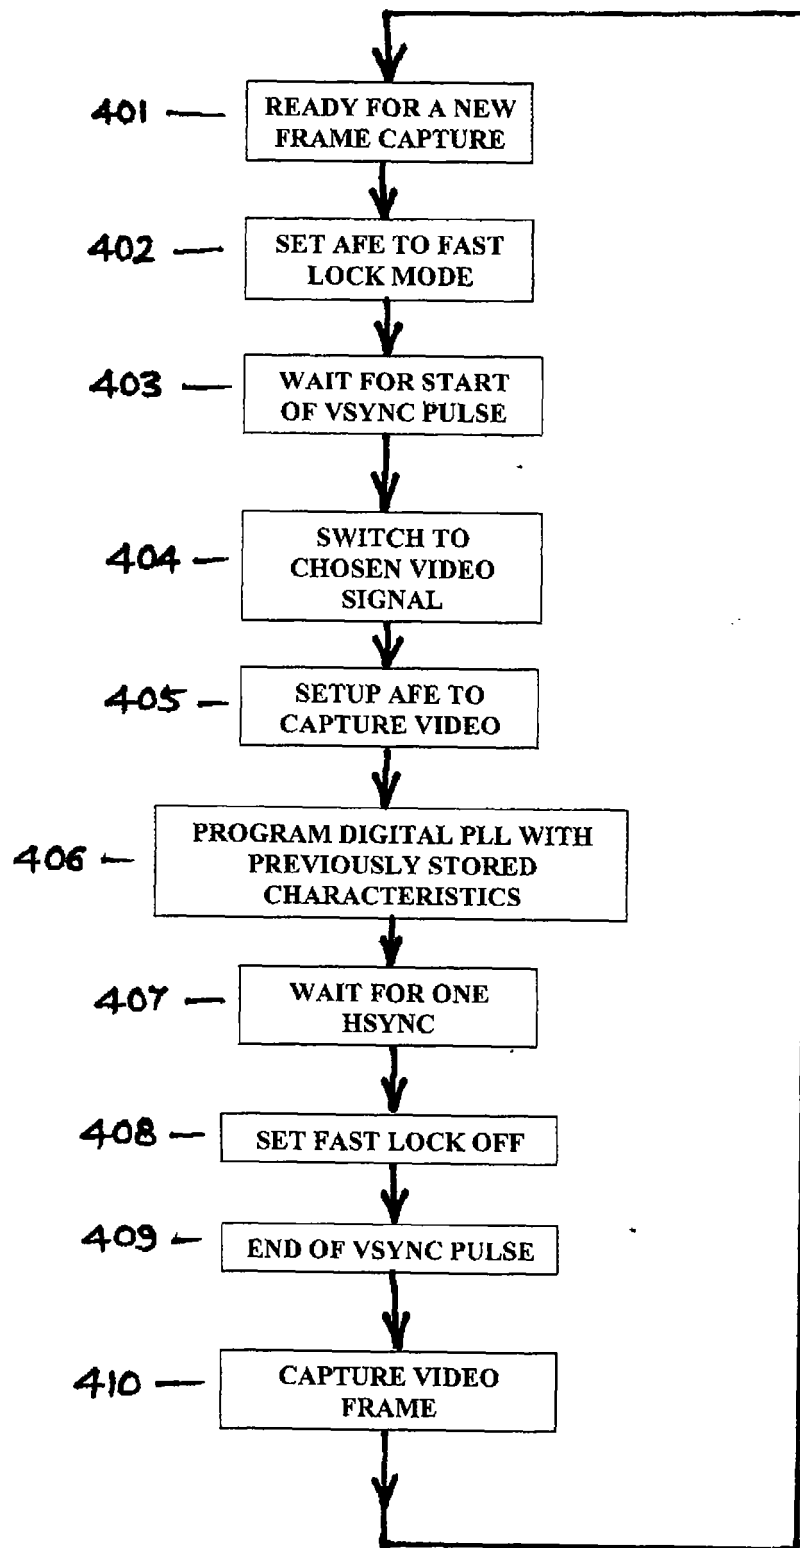 401
READY FOR A NEW
FRAME CAPTURE
402
SET AFE TO FAST
LOCK MODE
403
WAIT FOR START
OF VSYNC PULSE
404
SWITCH TO
CHOSEN VIDEO
SIGNAL
405
SETUP AFE TO
CAPTURE VIDEO
406
PROGRAM DIGITAL PLL WITH
PREVIOUSLY STORED
CHARACTERISTICS
407
WAIT FOR ONE
HSYNC
408
SET FAST LOCK OFF
409
END OF VSYNC PULSE
410
CAPTURE VIDEO
FRAME